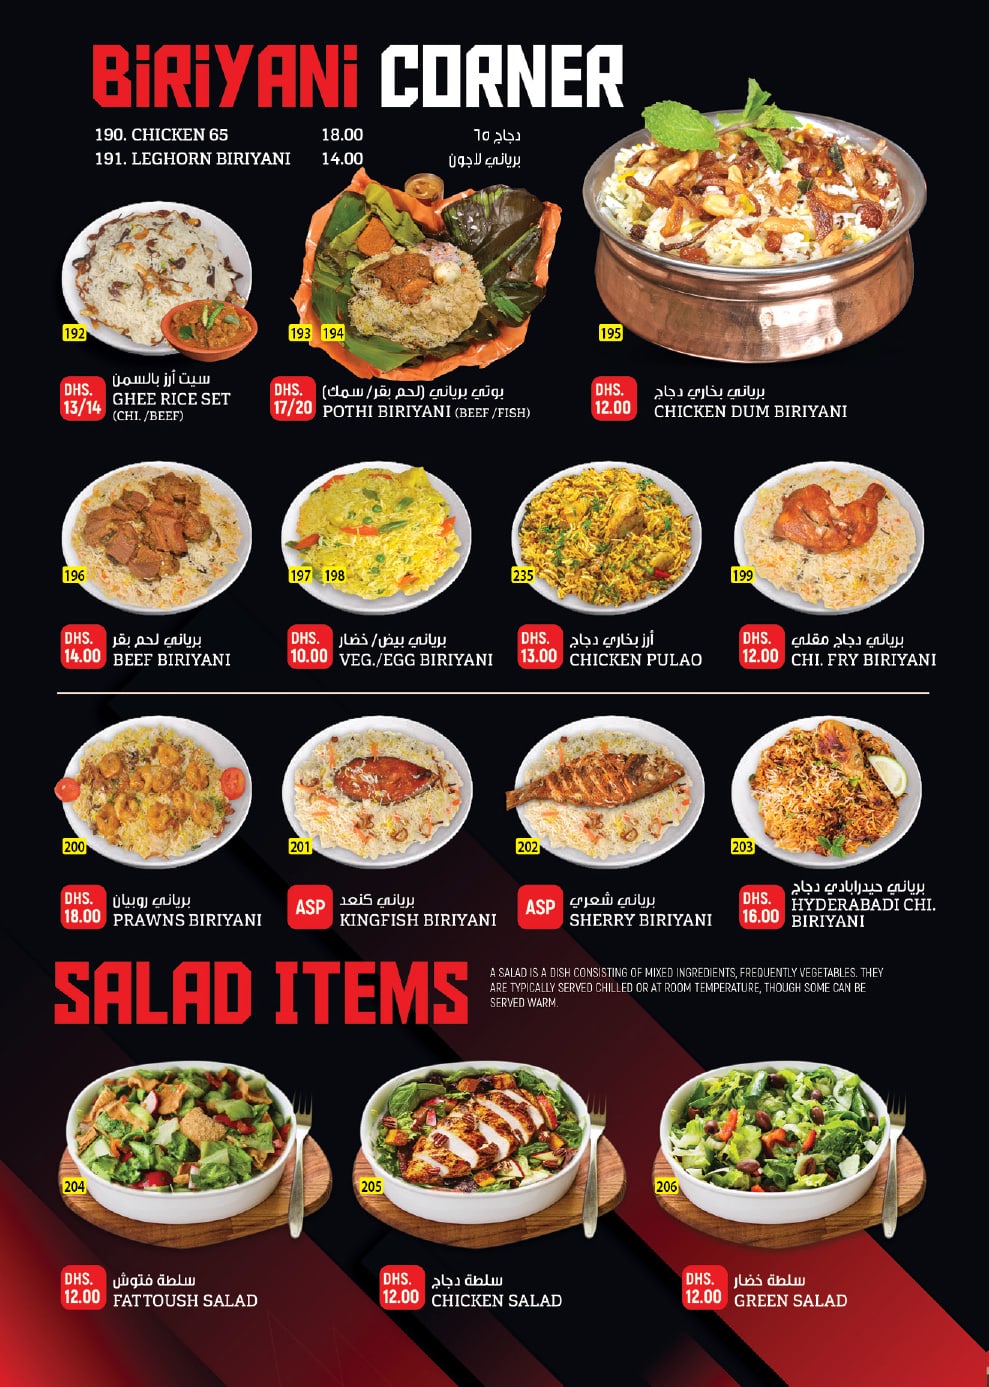 BiRiYANi CORNER
190. CHICKEN 65 18.00 دجاج ٦٥
191. LEGHORN BIRIYANI 14.00 برياني لاجون
192
193 194
195
DHS. 13/14
سيت أرز بالسمن
GHEE RICE SET
(CHI. /BEEF)
DHS. 17/20
بوتي برياني (لحم بقر/ سمك)
POTHI BIRIYANI (BEEF /FISH)
DHS. 12.00
برياني بخاري دجاج
CHICKEN DUM BIRIYANI
196
197 198
235
199
DHS. 14.00
برياني لحم بقر
BEEF BIRIYANI
DHS. 10.00
برياني بيض/ خضار
VEG./EGG BIRIYANI
DHS. 13.00
أرز بخاري دجاج
CHICKEN PULAO
DHS. 12.00
برياني دجاج مقلي
CHI. FRY BIRIYANI
200
201
202
203
DHS. 18.00
برياني روبيان
PRAWNS BIRIYANI
ASP
برياني كنعد
KINGFISH BIRYANI
ASP
برياني شعري
SHERRY BIRIYANI
DHS. 16.00
برياني حيدرابادي دجاج
HYDERABADI CHI.
BIRIYANI
SALAD ITEMS
A SALAD IS A DISH CONSISTING OF MIXED INGREDIENTS, FREQUENTLY VEGETABLES. THEY
ARE TYPICALLY SERVED CHILLED OR AT ROOM TEMPERATURE, THOUGH SOME CAN BE
SERVED WARM.
204
205
206
DHS. 12.00
سلطة فتوش
FATTOUSH SALAD
DHS. 12.00
سلطة دجاج
CHICKEN SALAD
DHS. 12.00
سلطة خضار
GREEN SALAD